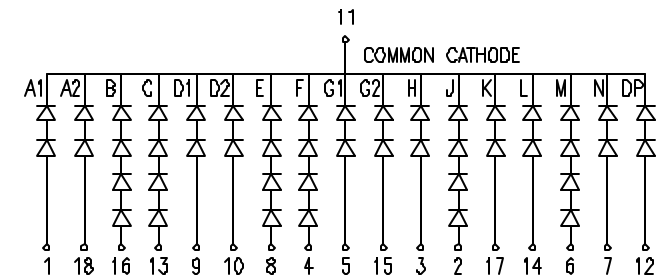 11
COMMON CATHODE
A1 A2 B C D1 D2 E F G1 G2 H J K L M N DP
1 18 16 13 9 10 8 4 5 15 3 2 17 14 6 7 12